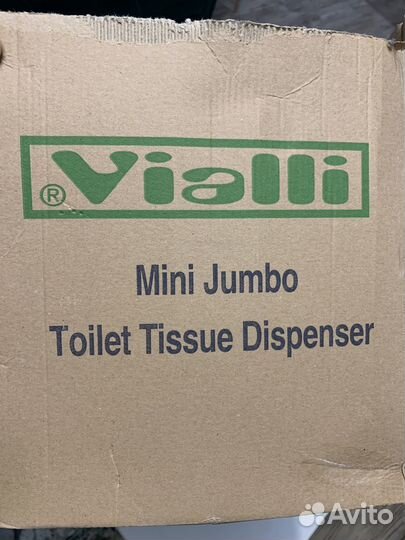 ® Vialli
Mini Jumbo
Toilet Tissue Dispenser
Avito